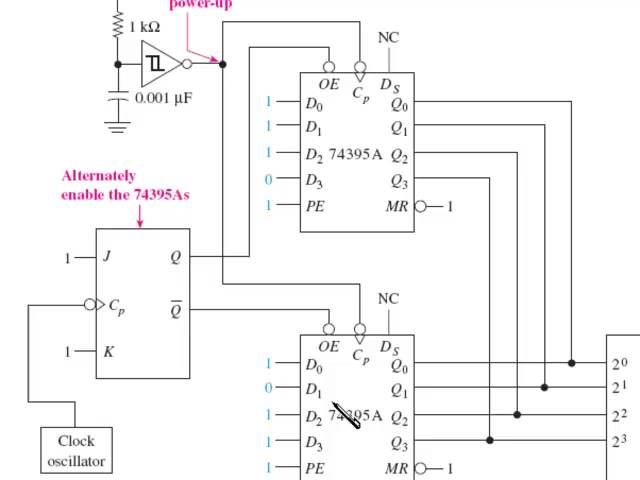 power-up
1 kΩ
0.001 μF
NC
OE
Cp
DS
1 D0 Q0
1 D1 Q1
1 D2 74395A Q2
0 D3 Q3
1 PE MR 1
Alternately
enable the 74395As
1 J Q
Cp Q̅
1 K
Clock
oscillator
NC
OE
Cp
DS
1 D0 Q0 2⁰
0 D1 Q1 2¹
1 D2 74395A Q2 2²
1 D3 Q3 2³
1 PE MR 1